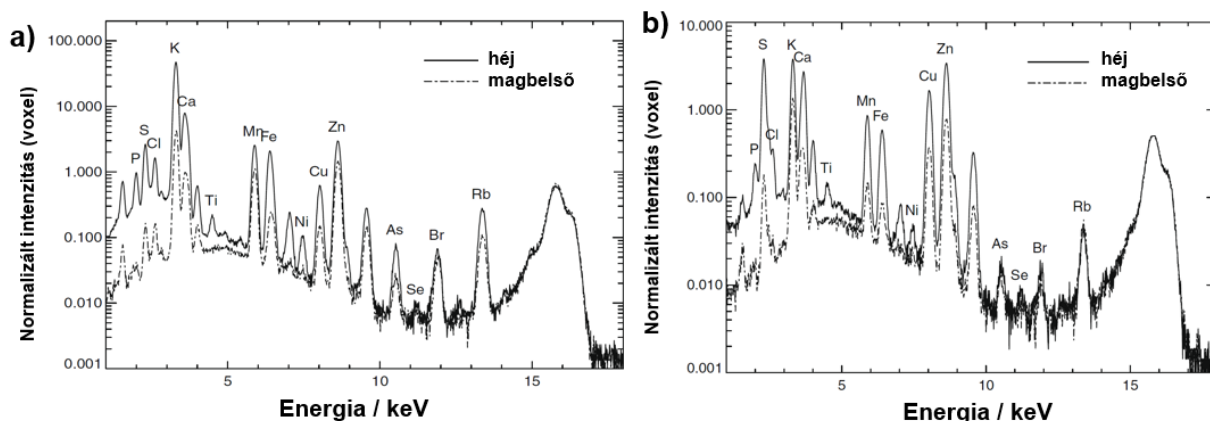 a)
Normalizált intenzitás (voxel)
100.000
10.000
1.000
0.100
0.010
0.001
P
S
Cl
K
Ca
Ti
Mn
Fe
Ni
Cu
Zn
As
Se
Br
Rb
héj
magbelső
5
10
15
Energia / keV
b)
Normalizált intenzitás (voxel)
10.000
1.000
0.100
0.010
0.001
P
S
Cl
K
Ca
Ti
Mn
Fe
Ni
Cu
Zn
As
Se
Br
Rb
héj
magbelső
5
10
15
Energia / keV